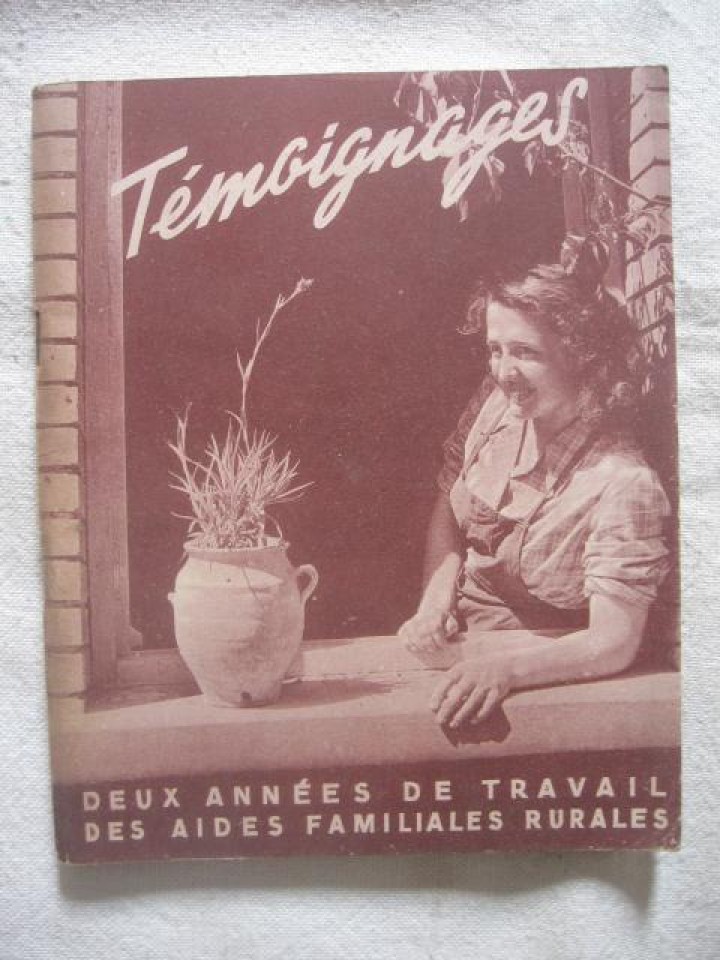 Témoignages
DEUX ANNÉES DE TRAVAIL
DES AIDES FAMILIALES RURALES